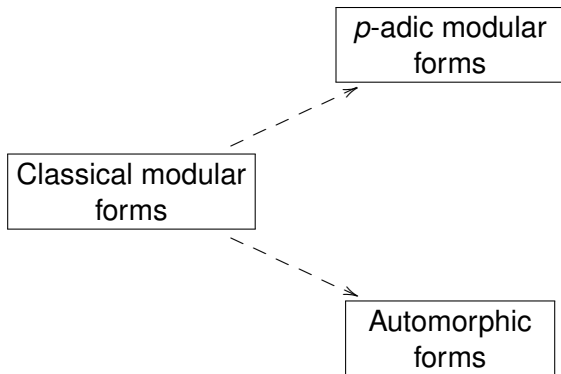 p-adic modular
forms
Classical modular
forms
Automorphic
forms